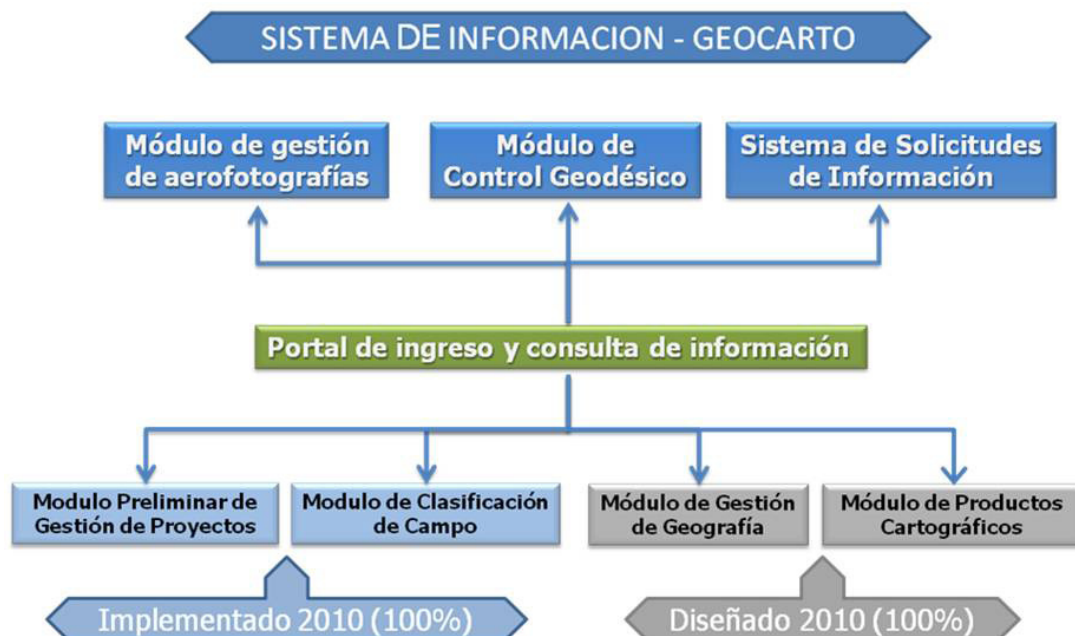 SISTEMA DE INFORMACION - GEOCARTO
Módulo de gestión
de aerofotografías
Módulo de
Control Geodésico
Sistema de Solicitudes
de Información
Portal de ingreso y consulta de información
Modulo Preliminar de
Gestión de Proyectos
Modulo de Clasificación
de Campo
Módulo de Gestión
de Geografía
Módulo de Productos
Cartográficos
Implementado 2010 (100%)
Diseñado 2010 (100%)